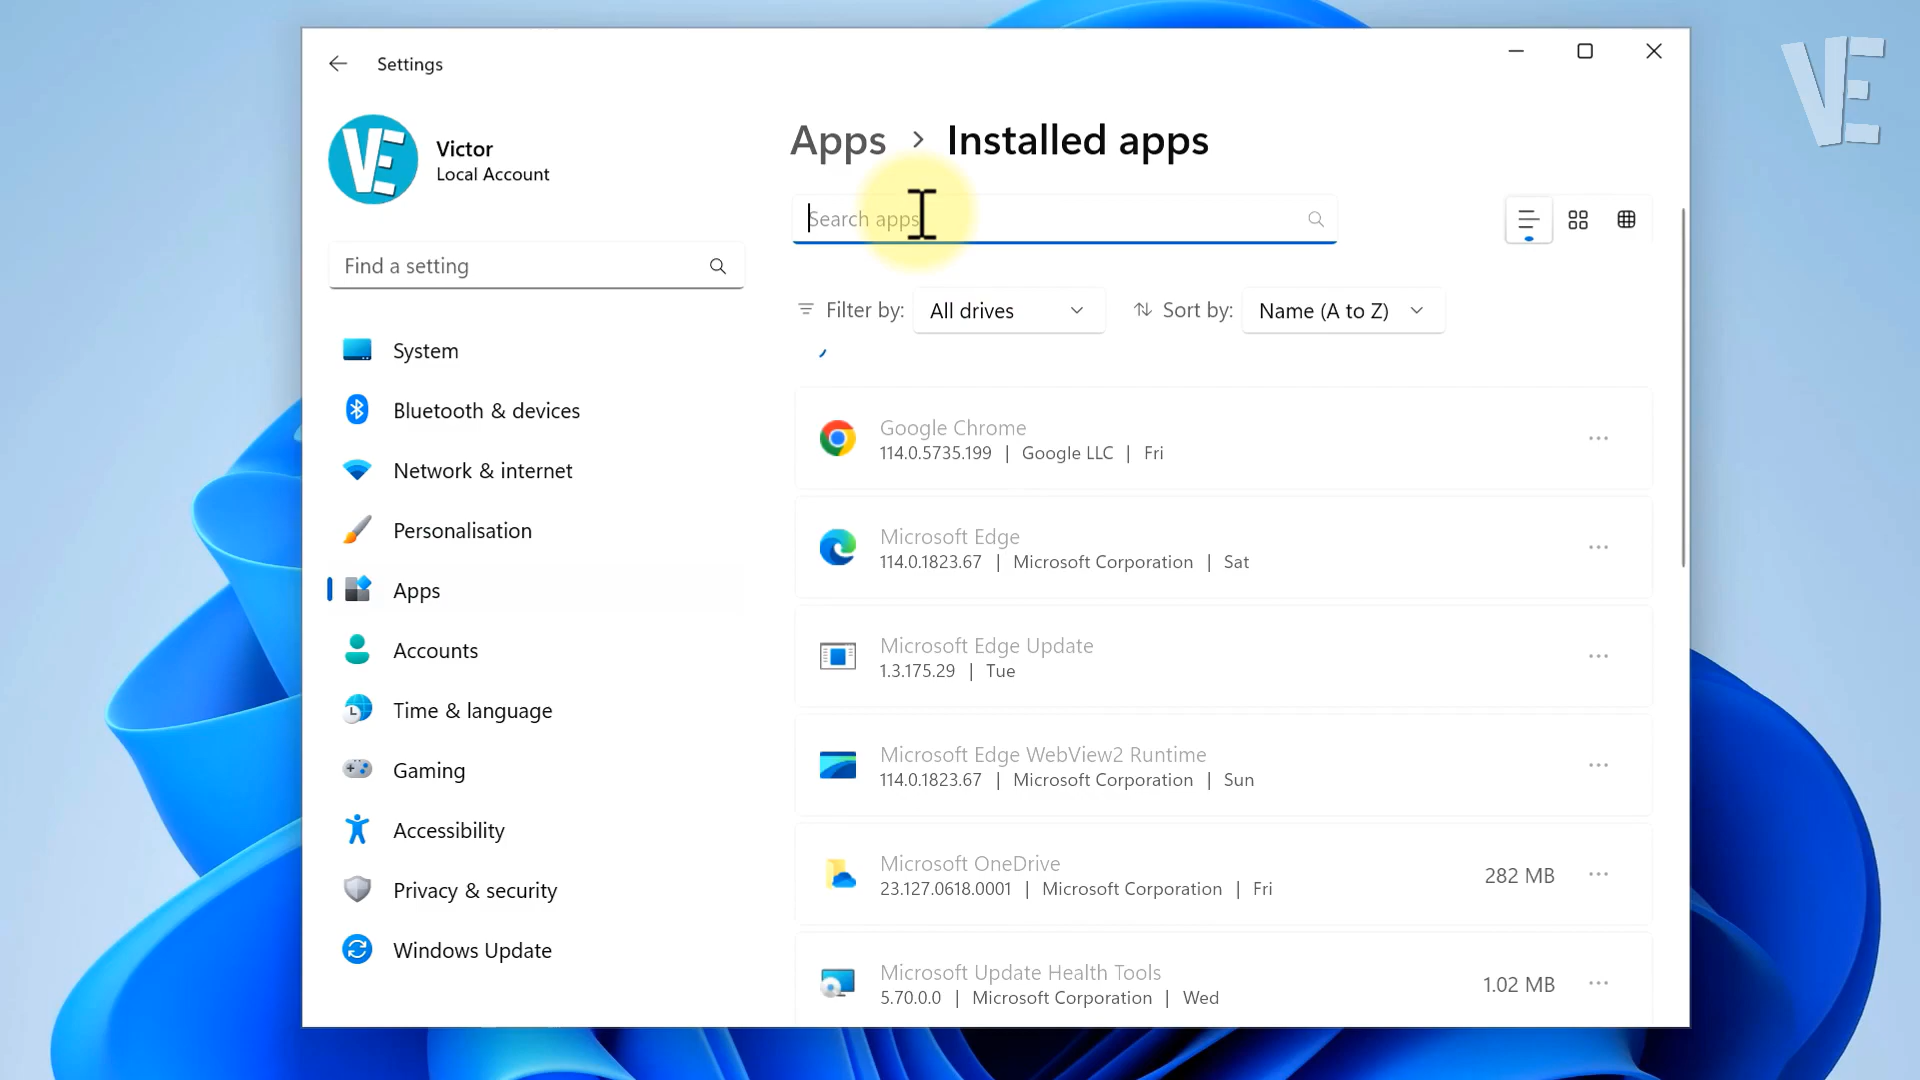 VE
Settings
VE
Victor
Local Account
Find a setting
System
Bluetooth & devices
Network & internet
Personalisation
Apps
Accounts
Time & language
Gaming
Accessibility
Privacy & security
Windows Update
Apps > Installed apps
Search apps
Filter by: All drives
Sort by: Name (A to Z)
Google Chrome
114.0.5735.199 | Google LLC | Fri
Microsoft Edge
114.0.1823.67 | Microsoft Corporation | Sat
Microsoft Edge Update
1.3.175.29 | Tue
Microsoft Edge WebView2 Runtime
114.0.1823.67 | Microsoft Corporation | Sun
Microsoft OneDrive
23.127.0618.0001 | Microsoft Corporation | Fri
282 MB
Microsoft Update Health Tools
5.70.0.0 | Microsoft Corporation | Wed
1.02 MB